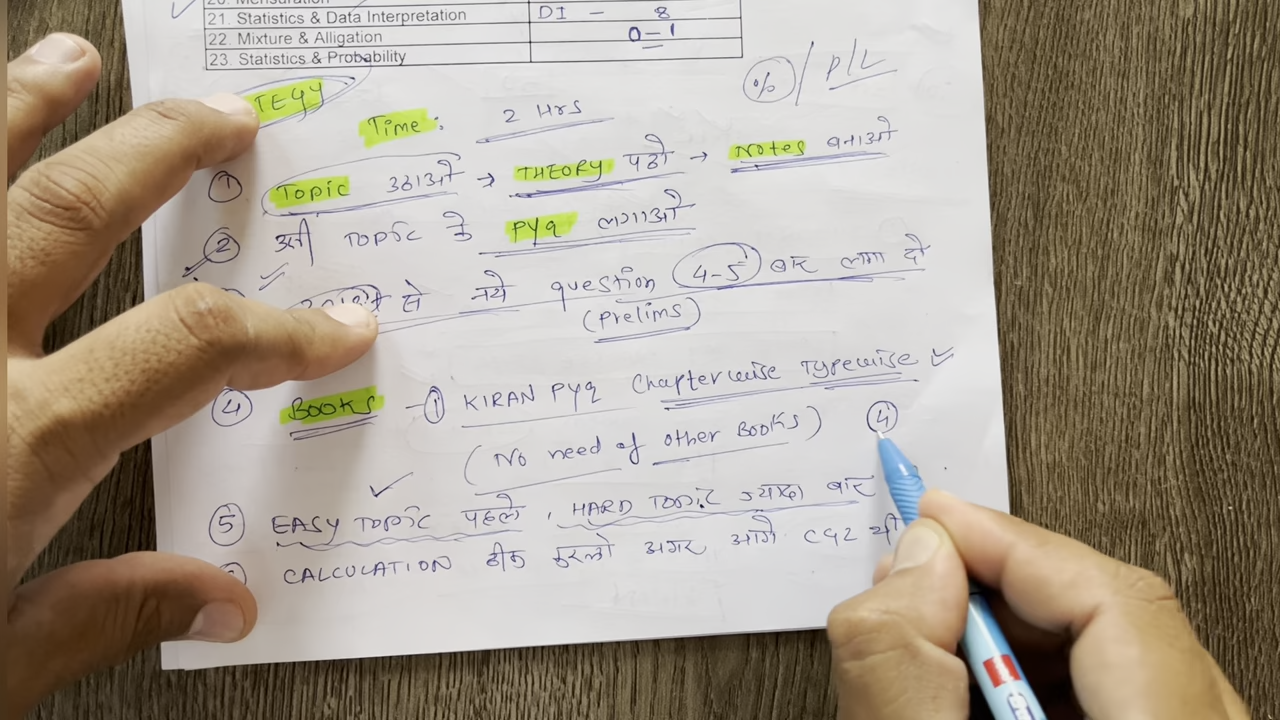 21. Statistics & Data Interpretation DI - 8
22. Mixture & Alligation 0-1
23. Statistics & Probability
% / P/L
TEGY
Time: 2 Hrs
① Topic उठाओ → THEORY पढो → Notes बनाओ
② उसी TOPIC के PYQ लगाओ
से नये question 4-5 बार लगा दो
(Prelims)
④ BOOKS - ① KIRAN PYQ Chapterwise Typewise
(No need of other Books) ④
⑤ EASY TOPIC पहले, HARD TOPIC ज्यादा बार
CALCULATION ठीक करलो अगर आगे CGL भी